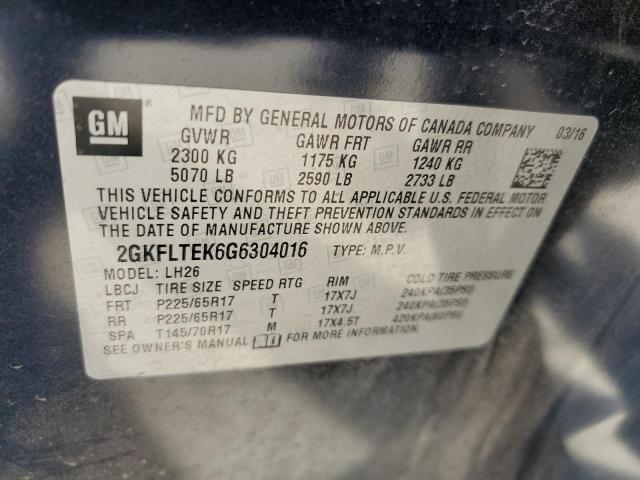 GM ® MFD BY GENERAL MOTORS OF CANADA COMPANY 03/16
GVWR GAWR FRT GAWR RR
2300 KG 1175 KG 1240 KG
5070 LB 2590 LB 2733 LB
THIS VEHICLE CONFORMS TO ALL APPLICABLE U.S. FEDERAL MOTOR
VEHICLE SAFETY AND THEFT PREVENTION STANDARDS IN EFFECT ON
THE DATE OF MANUFACTURE SHOWN ABOVE.
2GKFLTEK6G6304016 TYPE: M.P.V.
MODEL: LH26
LBCJ TIRE SIZE SPEED RTG RIM COLD TIRE PRESSURE
FRT P225/65R17 T 17X7J 240KPA(35PSI)
RR P225/65R17 T 17X7J 240KPA(35PSI)
SPA T145/70R17 M 17X4.5T 420KPA(60PSI)
SEE OWNER'S MANUAL FOR MORE INFORMATION.